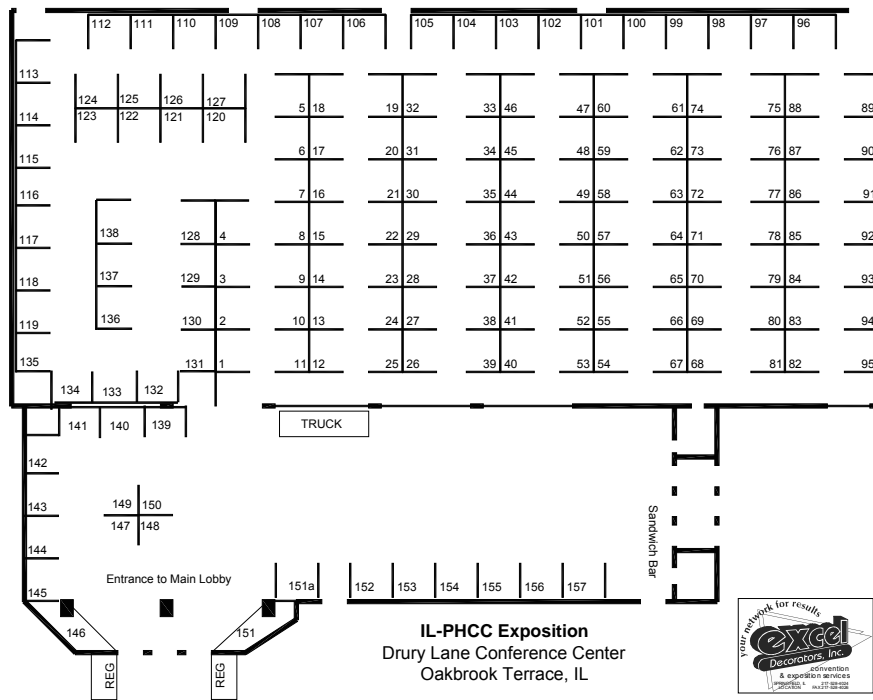 112 111 110 109 108 107 106 105 104 103 102 101 100 99 98 97 96
113
124 125 126 127
123 122 121 120
5 18 19 32 33 46 47 60 61 74 75 88 89
114
6 17 20 31 34 45 48 59 62 73 76 87 90
115
7 16 21 30 35 44 49 58 63 72 77 86 91
116
138 128 4 8 15 22 29 36 43 50 57 64 71 78 85 92
117
137 129 3 9 14 23 28 37 42 51 56 65 70 79 84 93
118
136 130 2 10 13 24 27 38 41 52 55 66 69 80 83 94
119
135 131 1 11 12 25 26 39 40 53 54 67 68 81 82 95
134 133 132
141 140 139 TRUCK
142
149 150
143
147 148
144
Sandwich Bar
Entrance to Main Lobby
151a 152 153 154 155 156 157
145
146 151
REG REG
IL-PHCC Exposition
Drury Lane Conference Center
Oakbrook Terrace, IL
your network for results
excel
Decorators, Inc.
convention
& exposition services
SPRINGFIELD, IL 217-528-6024
LOCATION FAX